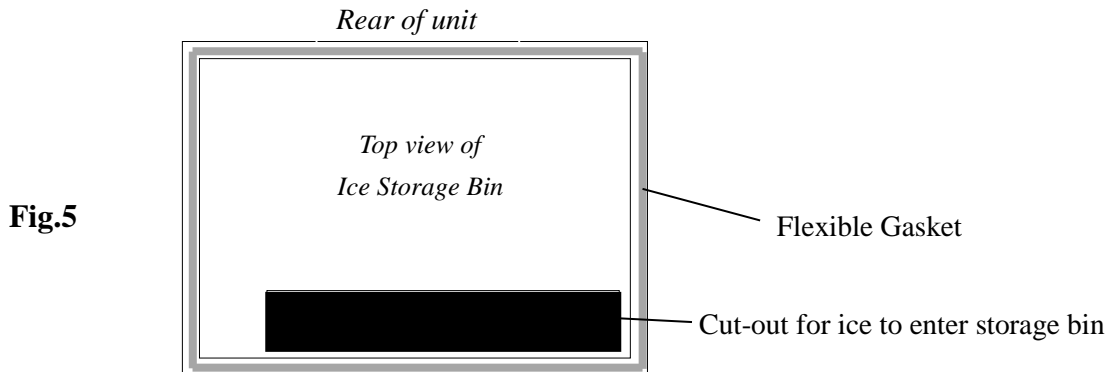 Rear of unit
Top view of
Ice Storage Bin
Fig.5
Flexible Gasket
Cut-out for ice to enter storage bin